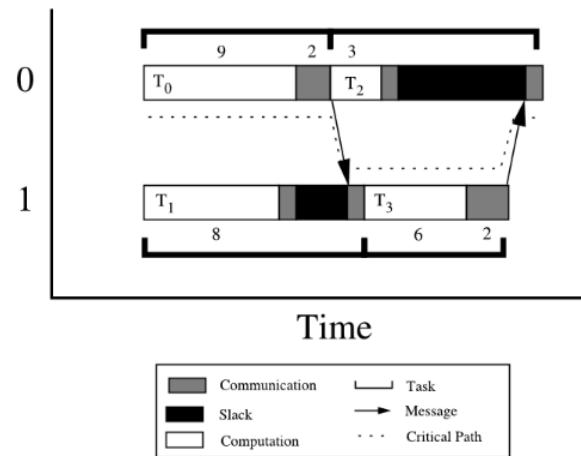 9 2 3
0 T0 T2
1 T1 T3
8 6 2
Time
Communication Task
Slack Message
Computation Critical Path